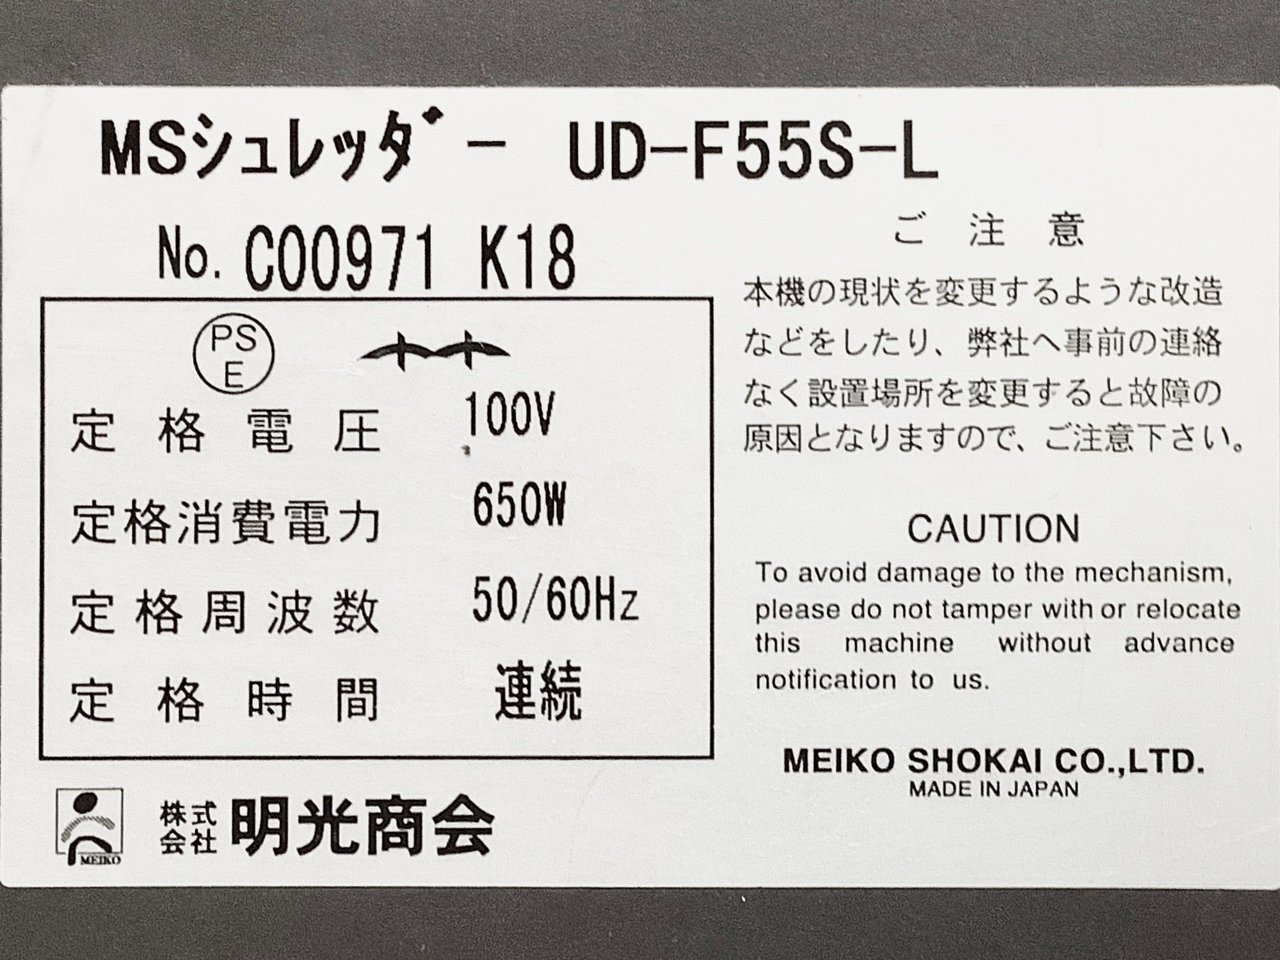 MSシュレッダー UD-F55S-L
No. C00971 K18
PS
E
定格電圧 100V
定格消費電力 650W
定格周波数 50/60Hz
定格時間 連続
MEIKO
株式
会社
明光商会
ご注意
本機の現状を変更するような改造
などをしたり、弊社へ事前の連絡
なく設置場所を変更すると故障の
原因となりますので、ご注意下さい。
CAUTION
To avoid damage to the mechanism,
please do not tamper with or relocate
this machine without advance
notification to us.
MEIKO SHOKAI CO.,LTD.
MADE IN JAPAN